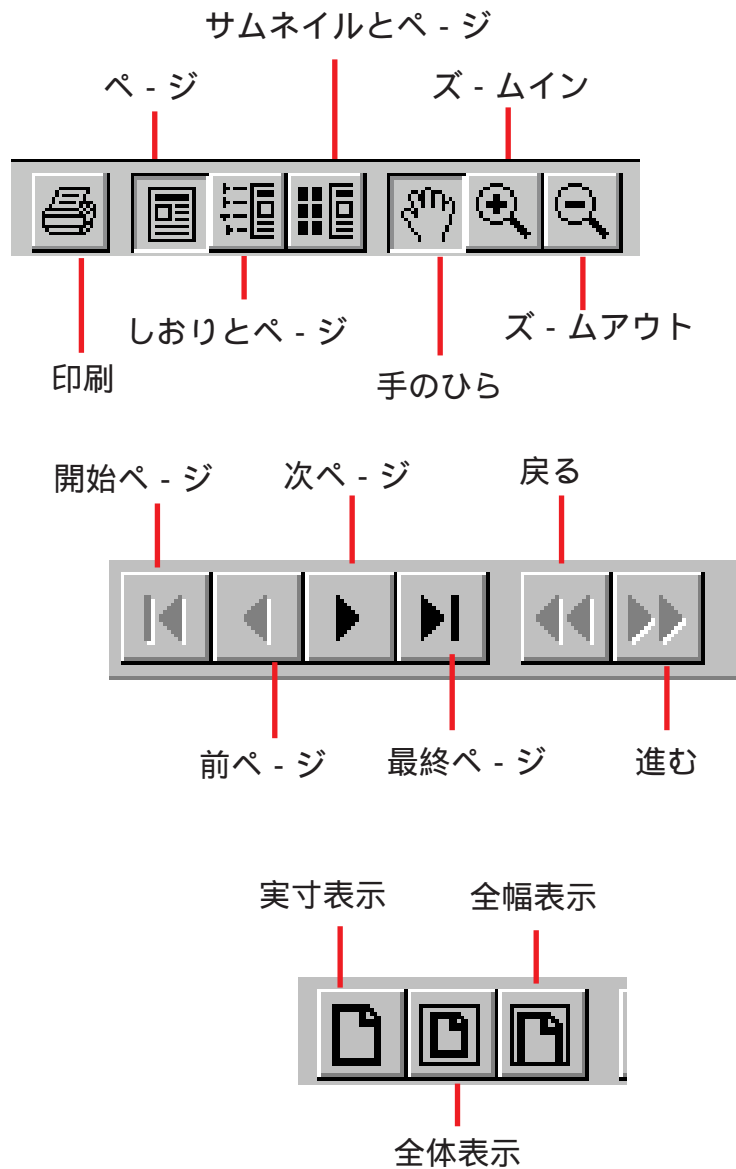 サムネイルとペ - ジ
ペ - ジ
ズ - ムイン
しおりとペ - ジ
ズ - ムアウト
印刷
手のひら
開始ペ - ジ
次ペ - ジ
戻る
前ペ - ジ
最終ペ - ジ
進む
実寸表示
全幅表示
全体表示